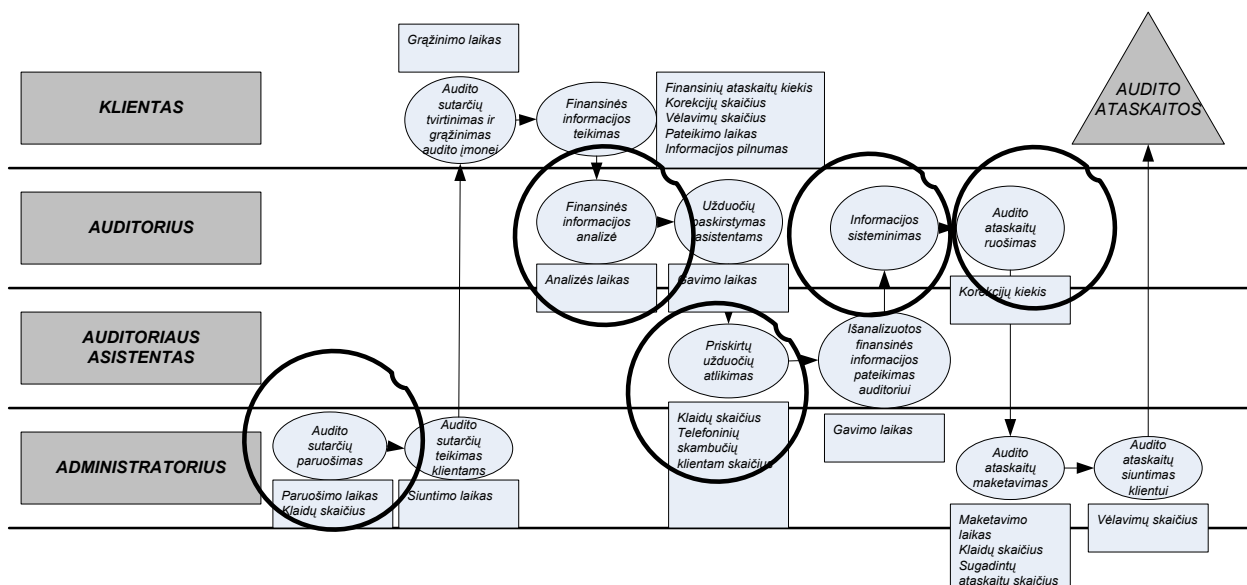 Grąžinimo laikas
KLIENTAS
Audito
sutarčių
tvirtinimas ir
grąžinimas
audito įmonei
Finansinės
informacijos
teikimas
Finansinių ataskaitų kiekis
Korekcijų skaičius
Vėlavimų skaičius
Pateikimo laikas
Informacijos pilnumas
AUDITO
ATASKAITOS
AUDITORIUS
Finansinės
informacijos
analizė
Analizės laikas
Užduočių
paskirstymas
asistentams
Gavimo laikas
Informacijos
sisteminimas
Audito
ataskaitų
ruošimas
Korekcijų kiekis
AUDITORIAUS
ASISTENTAS
Priskirtų
užduočių
atlikimas
Klaidų skaičius
Telefoninių
skambučių
klientam skaičius
Išanalizuotos
finansinės
informacijos
pateikimas
auditoriui
Gavimo laikas
ADMINISTRATORIUS
Audito
sutarčių
paruošimas
Paruošimo laikas
Klaidų skaičius
Audito
sutarčių
teikimas
klientams
Siuntimo laikas
Audito
ataskaitų
maketavimas
Maketavimo
laikas
Klaidų skaičius
Sugadintų
ataskaitų skaičius
Audito
ataskaitų
siuntimas
klientui
Vėlavimų skaičius